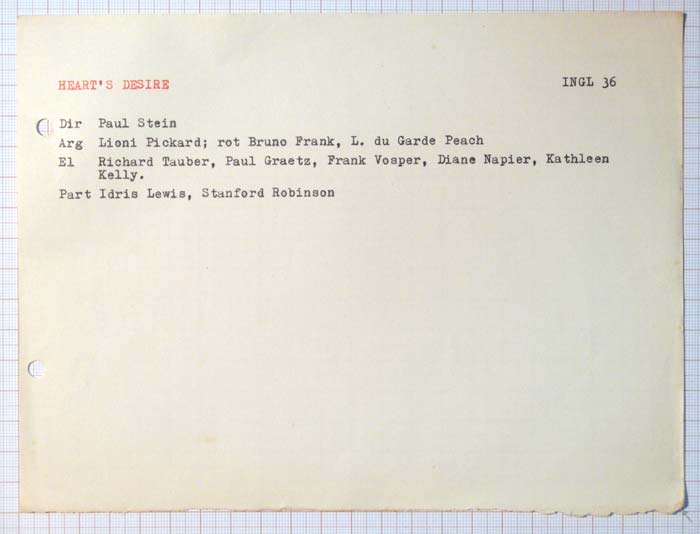 HEART'S DESIRE INGL 36
Dir Paul Stein
Arg Lioni Pickard; rot Bruno Frank, L. du Garde Peach
El Richard Tauber, Paul Graetz, Frank Vosper, Diane Napier, Kathleen
Kelly.
Part Idris Lewis, Stanford Robinson